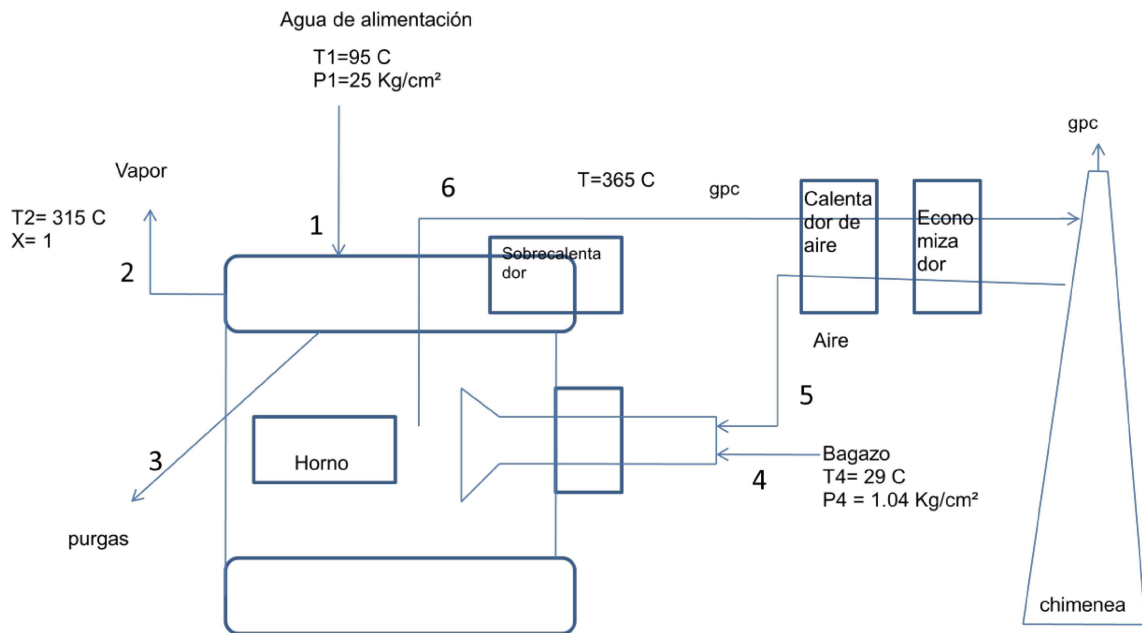 Agua de alimentación
T1=95 C
P1=25 Kg/cm²
gpc
Vapor
T2= 315 C
X= 1
6
T=365 C
gpc
Calenta
dor de
aire
Econo
miza
dor
1
2
Sobrecalenta
dor
Aire
5
3
Horno
4
Bagazo
T4= 29 C
P4 = 1.04 Kg/cm²
purgas
chimenea